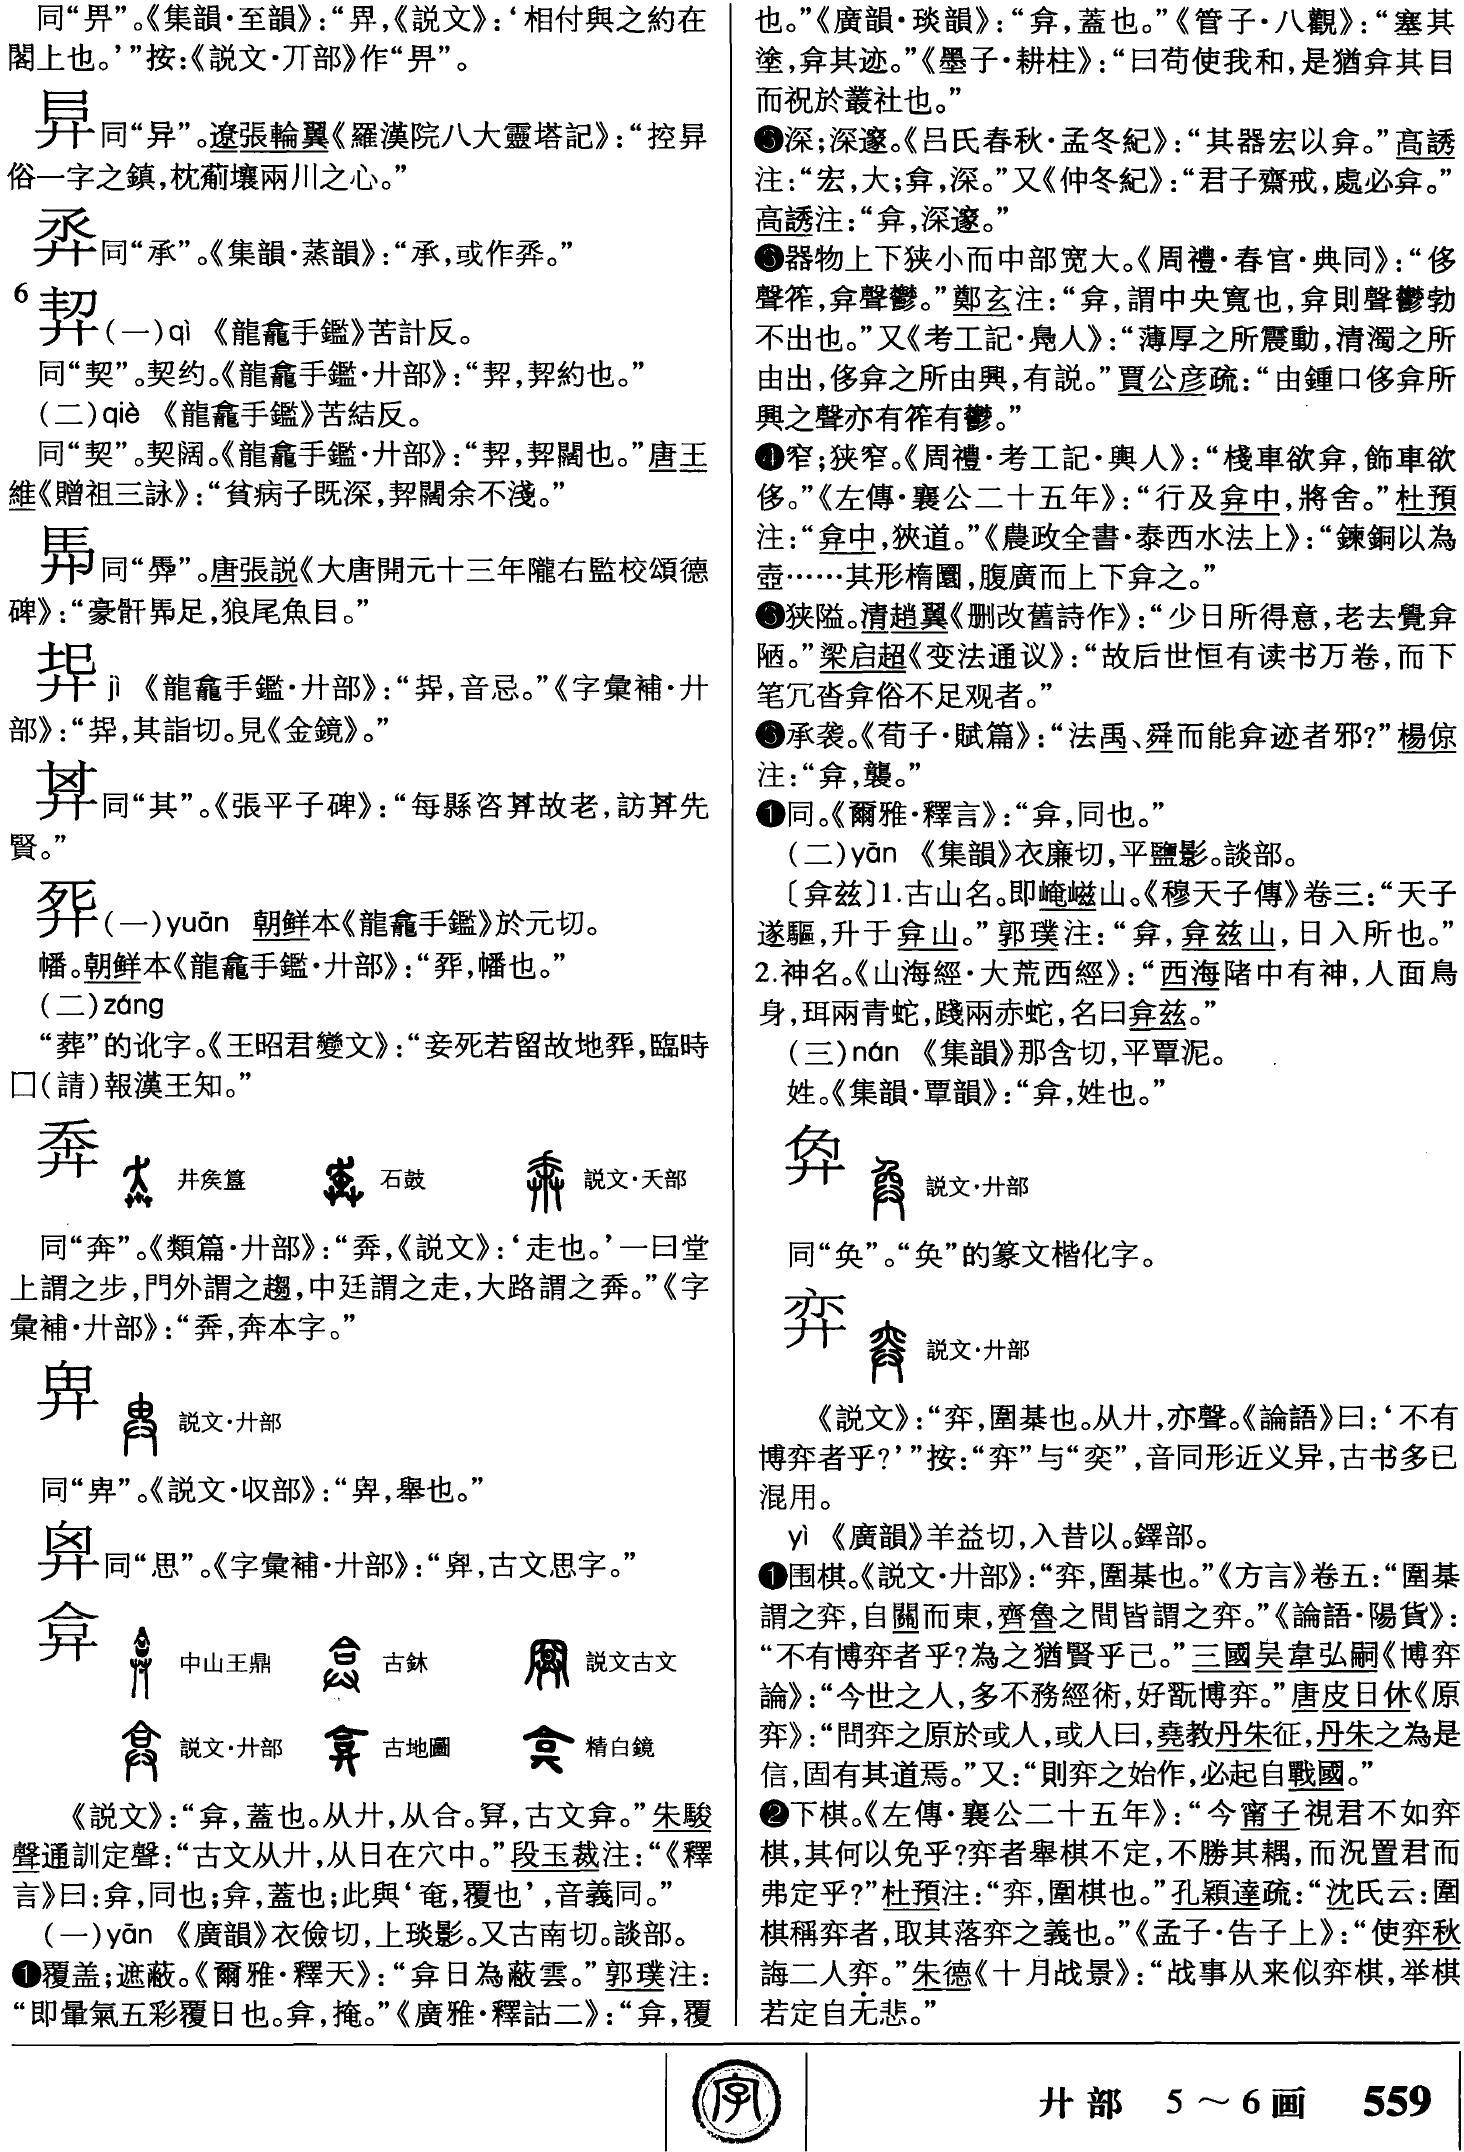 同“畀”。《集韻·至韻》：“畀，《説文》：‘相付與之約在
閣上也。’”按：《説文·丌部》作“畀”。
同“异”。遼張輪翼《羅漢院八大靈塔記》：“控
俗一字之鎮，枕薊壤兩川之心。”
同“承”。《集韻·蒸韻》：“承，或作𠬻。”
6
(一)qì 《龍龕手鑑》苦計反。
同“契”。契约。《龍龕手鑑·廾部》：“，約也。”
(二)qiè 《龍龕手鑑》苦結反。
同“契”。契阔。《龍龕手鑑·廾部》：“，闊也。”唐王
維《贈祖三詠》：“貧病子既深，闊余不淺。”
同“馵”。唐張説《大唐開元十三年隴右監校頌德
碑》：“豪骭足，狼尾魚目。”
jì 《龍龕手鑑·廾部》：“，音忌。”《字彙補·廾
部》：“，其詣切。見《金鏡》。”
同“其”。《張平子碑》：“每縣咨故老，訪先
賢。”
(一)yuān 朝鲜本《龍龕手鑑》於元切。
幡。朝鲜本《龍龕手鑑·廾部》：“，幡也。”
(二)záng
“葬”的讹字。《王昭君變文》：“妾死若留故地，臨時
囗(請)報漢王知。”
㚘
井矦簋 石鼓 説文·夭部
同“奔”。《類篇·廾部》：“，《説文》：‘走也。’一曰堂
上謂之步，門外謂之趨，中廷謂之走，大路謂之。”《字
彙補·廾部》：“，奔本字。”
説文·廾部
同“𢌿”。《説文·収部》：“，舉也。”
同“思”。《字彙補·廾部》：“，古文思字。”
弇
中山王鼎 古鉢 説文古文
説文·廾部 古地圖 精白鏡
《説文》：“弇，蓋也。从廾，从合。，古文弇。”朱駿
聲通訓定聲：“古文从廾，从日在穴中。”段玉裁注：“《釋
言》曰：弇，同也；弇，蓋也；此與‘奄，覆也’，音義同。”
(一)yān 《廣韻》衣儉切，上琰影。又古南切。談部。
❶覆盖；遮蔽。《爾雅·釋天》：“弇日為蔽雲。”郭璞注：
“即暈氣五彩覆日也。弇，掩。”《廣雅·釋詁二》：“弇，覆
也。”《廣韻·琰韻》：“弇，蓋也。”《管子·八觀》：“塞其
塗，弇其迹。”《墨子·耕柱》：“曰苟使我和，是猶弇其目
而祝於叢社也。”
❸深；深邃。《吕氏春秋·孟冬紀》：“其器宏以弇。”高誘
注：“宏，大；弇，深。”又《仲冬紀》：“君子齋戒，處必弇。”
高誘注：“弇，深邃。”
❸器物上下狭小而中部宽大。《周禮·春官·典同》：“侈
聲筰，弇聲鬱。”鄭玄注：“弇，謂中央寬也，弇則聲鬱勃
不出也。”又《考工記·鳧人》：“薄厚之所震動，清濁之所
由出，侈弇之所由興，有説。”賈公彦疏：“由鍾口侈弇所
興之聲亦有筰有鬱。”
❹窄；狭窄。《周禮·考工記·輿人》：“棧車欲弇，飾車欲
侈。”《左傳·襄公二十五年》：“行及弇中，將舍。”杜預
注：“弇中，狹道。”《農政全書·泰西水法上》：“鍊銅以為
壺……其形橢圜，腹廣而上下弇之。”
❸狭隘。清趙翼《删改舊詩作》：“少日所得意，老去覺弇
陋。”梁启超《变法通议》：“故后世恒有读书万卷，而下
笔冗沓弇俗不足观者。”
❸承袭。《荀子·賦篇》：“法禹、舜而能弇迹者邪？”楊倞
注：“弇，襲。”
❶同。《爾雅·釋言》：“弇，同也。”
(二)yān 《集韻》衣廉切，平鹽影。談部。
〔弇兹〕1.古山名。即崦嵫山。《穆天子傳》卷三：“天子
遂驅，升于弇山。”郭璞注：“弇，弇兹山，日入所也。”
2.神名。《山海經·大荒西經》：“西海陼中有神，人面鳥
身，珥兩青蛇，踐兩赤蛇，名曰弇兹。”
(三)nán 《集韻》那含切，平覃泥。
姓。《集韻·覃韻》：“弇，姓也。”
説文·廾部
同“奂”。“奂”的篆文楷化字。
弈
説文·廾部
《説文》：“弈，圍棊也。从廾，亦聲。《論語》曰：‘不有
博弈者乎？’”按：“弈”与“奕”，音同形近义异，古书多已
混用。
yì 《廣韻》羊益切，入昔以。鐸部。
❶围棋。《説文·廾部》：“弈，圍棊也。”《方言》卷五：“圍棊
謂之弈，自關而東，齊魯之間皆謂之弈。”《論語·陽貨》：
“不有博弈者乎？為之猶賢乎己。”三國吴韋弘嗣《博弈
論》：“今世之人，多不務經術，好翫博弈。”唐皮日休《原
弈》：“問弈之原於或人，或人曰，堯教丹朱征，丹朱之為是
信，固有其道焉。”又：“則弈之始作，必起自戰國。”
❷下棋。《左傳·襄公二十五年》：“今甯子視君不如弈
棋，其何以免乎？弈者舉棋不定，不勝其耦，而況置君而
弗定乎？”杜預注：“弈，圍棋也。”孔穎達疏：“沈氏云：圍
棋稱弈者，取其落弈之義也。”《孟子·告子上》：“使弈秋
誨二人弈。”朱德《十月战景》：“战事从来似弈棋，举棋
若定自无悲。”
字
廾部 5～6画 559